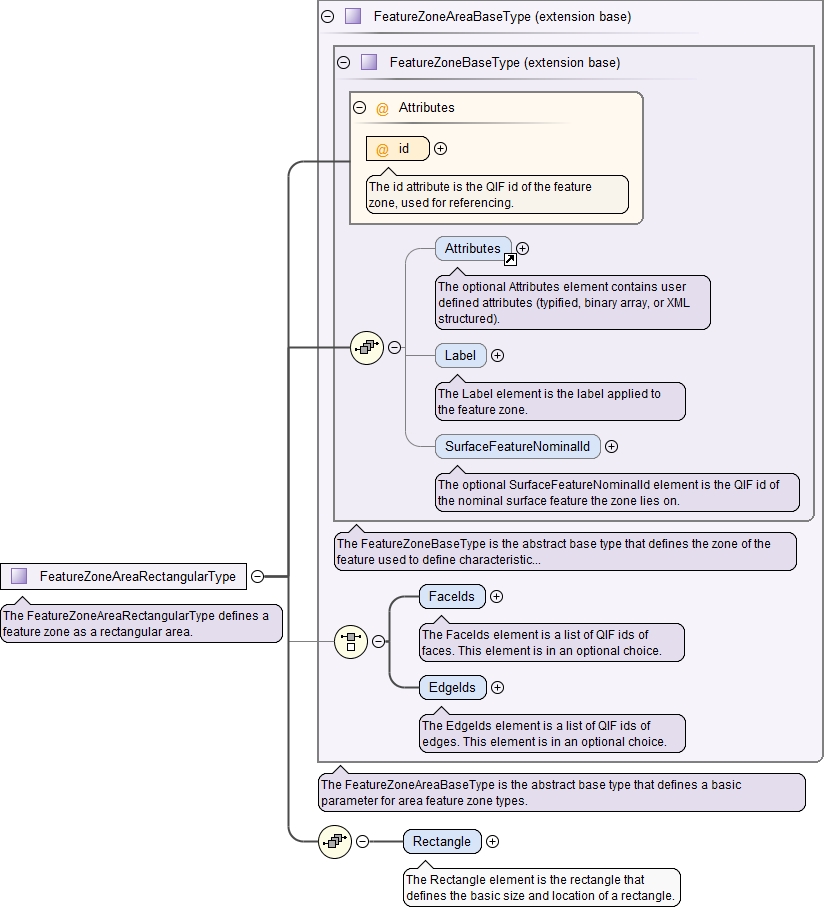 FeatureZoneAreaBaseType (extension base)
FeatureZoneBaseType (extension base)
@ Attributes
@ id
The id attribute is the QIF id of the feature
zone, used for referencing.
Attributes
The optional Attributes element contains user
defined attributes (typified, binary array, or XML
structured).
Label
The Label element is the label applied to
the feature zone.
SurfaceFeatureNominalId
The optional SurfaceFeatureNominalId element is the QIF id of
the nominal surface feature the zone lies on.
The FeatureZoneBaseType is the abstract base type that defines the zone of the
feature used to define characteristic...
FeatureZoneAreaRectangularType
The FeatureZoneAreaRectangularType defines a
feature zone as a rectangular area.
FaceIds
The FaceIds element is a list of QIF ids of
faces. This element is in an optional choice.
EdgeIds
The EdgeIds element is a list of QIF ids of
edges. This element is in an optional choice.
The FeatureZoneAreaBaseType is the abstract base type that defines a basic
parameter for area feature zone types.
Rectangle
The Rectangle element is the rectangle that
defines the basic size and location of a rectangle.